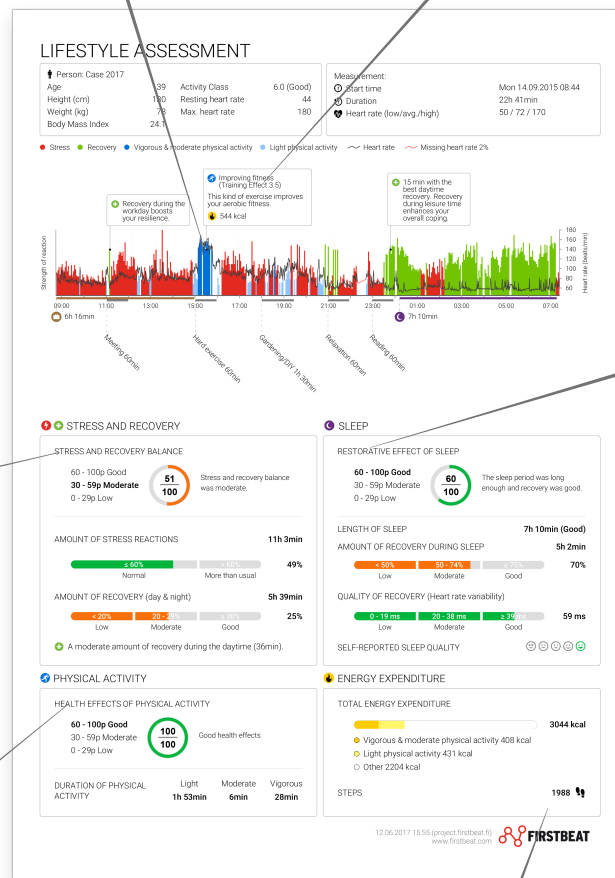 LIFESTYLE ASSESSMENT
Person: Case 2017
Age 39 Activity Class 6.0 (Good)
Height (cm) Resting heart rate 44
Weight (kg) Max. heart rate 180
Body Mass Index 24.1
Measurement:
Start time Mon 14.09.2015 08:44
Duration 22h 41min
Heart rate (low/avg./high) 50 / 72 / 170
Stress Recovery Vigorous & moderate physical activity Light physical activity Heart rate Missing heart rate 2%
Recovery during the
workday boosts
your resilience.
Improving fitness
(Training Effect 3.5)
This kind of exercise improves
your aerobic fitness.
544 kcal
15 min with the
best daytime
recovery. Recovery
during leisure time
enhances your
overall coping.
Strength of reaction
180
160
140
120
100
80
60
Heart rate (beats/min)
09:00 11:00 13:00 15:00 17:00 19:00 21:00 23:00 01:00 03:00 05:00 07:00
6h 16min
7h 10min
Meeting 60min
Hard exercise 60min
Gardening/DIY 1h 30min
Relaxation 60min
Reading 60min
STRESS AND RECOVERY
STRESS AND RECOVERY BALANCE
60 - 100p Good
30 - 59p Moderate
0 - 29p Low
51
100
Stress and recovery balance
was moderate.
AMOUNT OF STRESS REACTIONS 11h 3min
≤ 60% > 60% 49%
Normal More than usual
AMOUNT OF RECOVERY (day & night) 5h 39min
< 20% 20 - 29% ≥ 30% 25%
Low Moderate Good
A moderate amount of recovery during the daytime (36min).
SLEEP
RESTORATIVE EFFECT OF SLEEP
60 - 100p Good
30 - 59p Moderate
0 - 29p Low
60
100
The sleep period was long
enough and recovery was good.
LENGTH OF SLEEP 7h 10min (Good)
AMOUNT OF RECOVERY DURING SLEEP 5h 2min
< 50% 50 - 74% ≥ 75% 70%
Low Moderate Good
QUALITY OF RECOVERY (Heart rate variability)
0 - 19 ms 20 - 38 ms ≥ 39 ms 59 ms
Low Moderate Good
SELF-REPORTED SLEEP QUALITY
PHYSICAL ACTIVITY
HEALTH EFFECTS OF PHYSICAL ACTIVITY
60 - 100p Good
30 - 59p Moderate
0 - 29p Low
100
100
Good health effects
DURATION OF PHYSICAL
ACTIVITY
Light Moderate Vigorous
1h 53min 6min 28min
ENERGY EXPENDITURE
TOTAL ENERGY EXPENDITURE
3044 kcal
Vigorous & moderate physical activity 408 kcal
Light physical activity 431 kcal
Other 2204 kcal
STEPS 1988
12.06.2017 15:55 (project.firstbeat.fi)
www.firstbeat.com
FIRSTBEAT